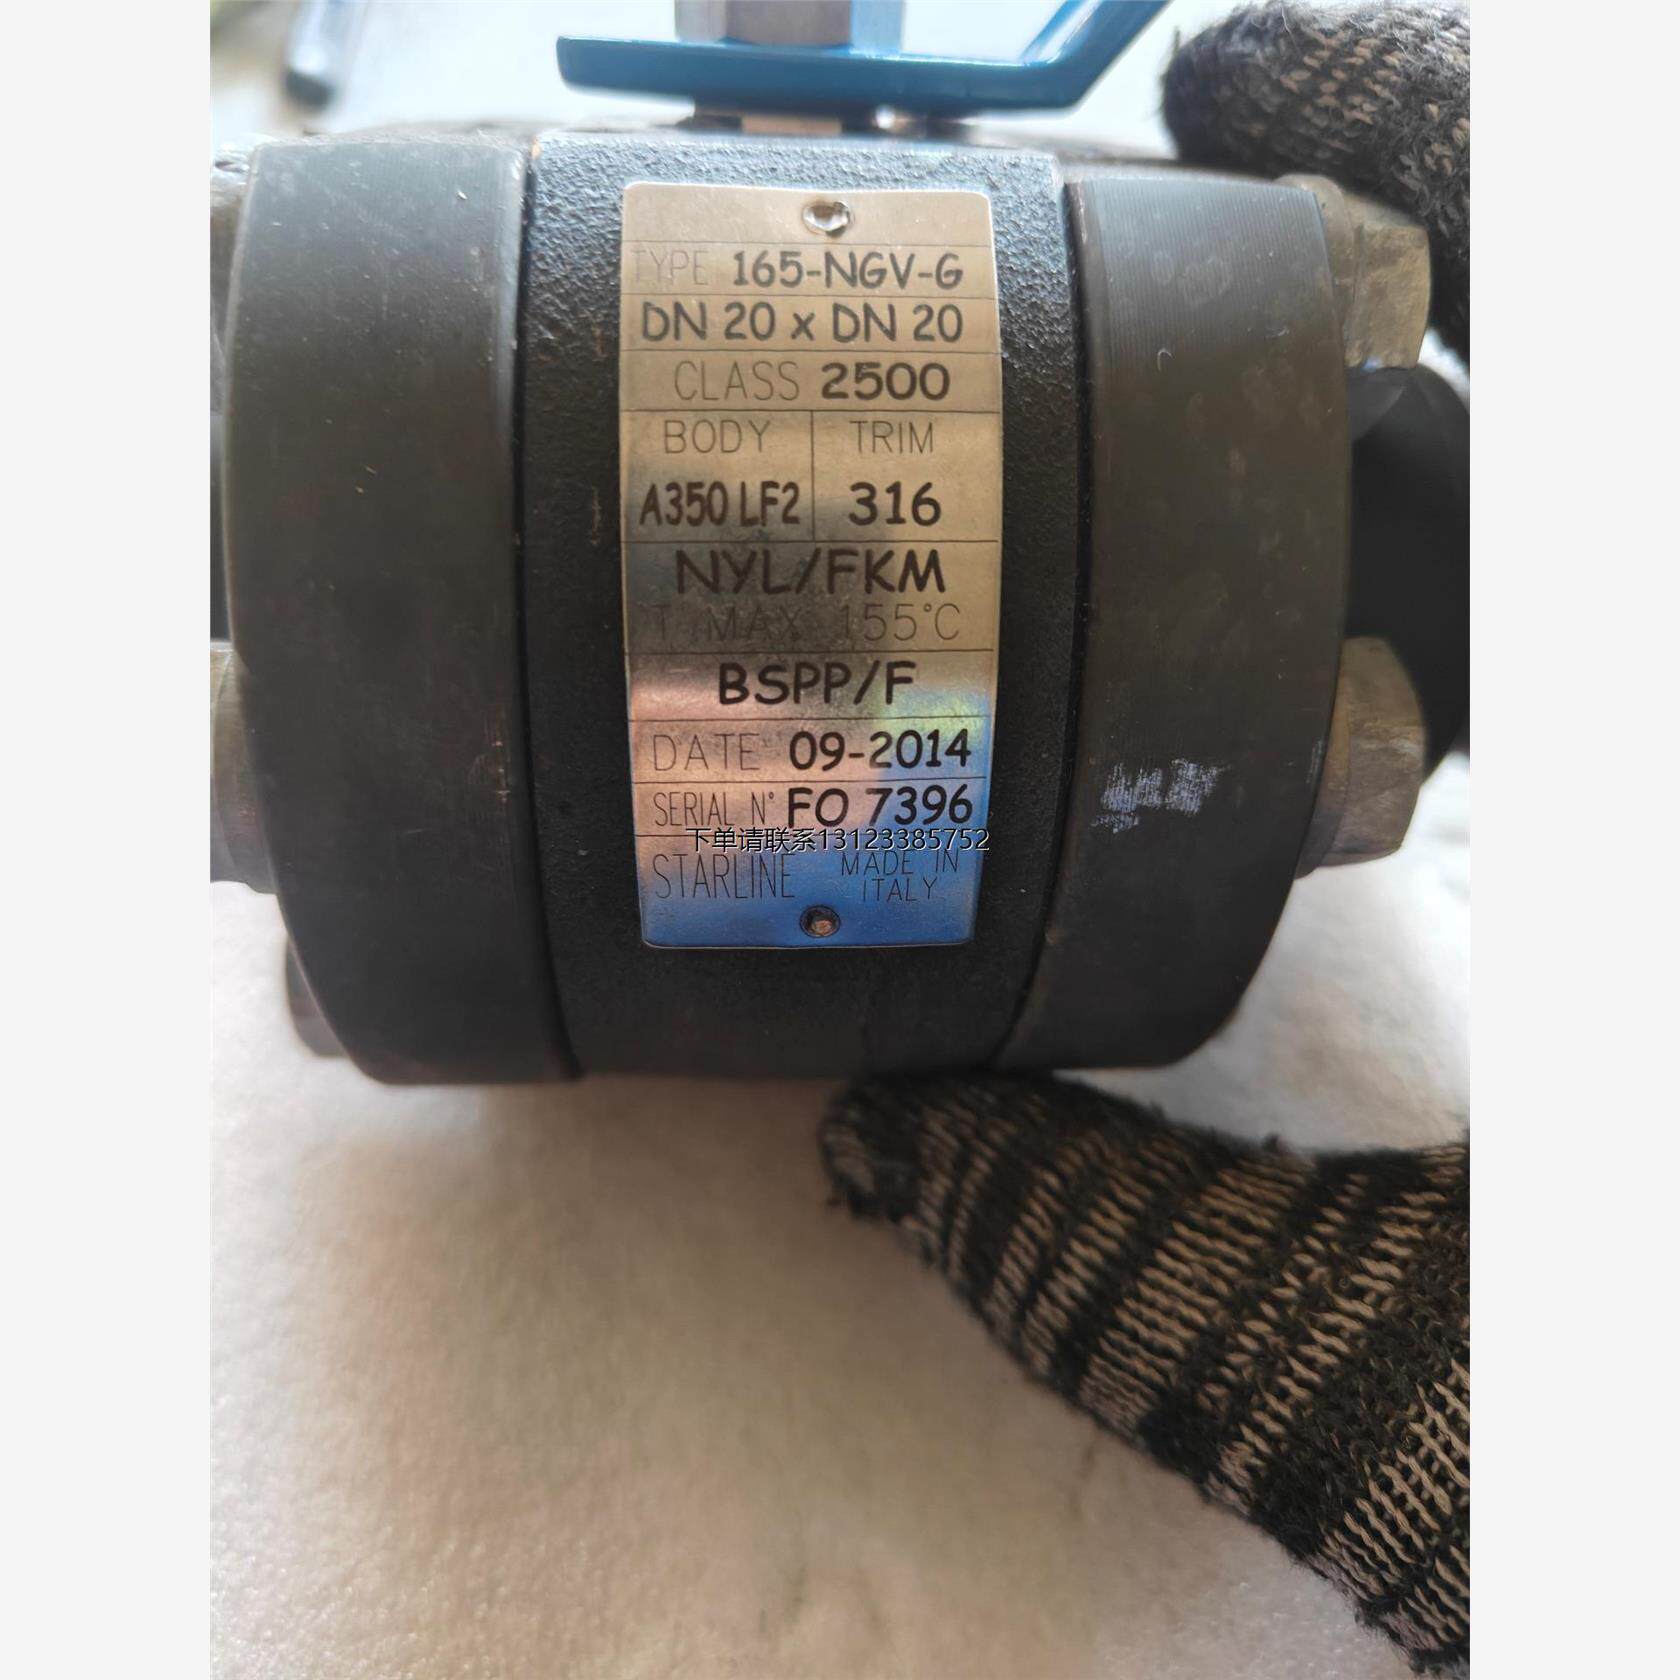 TYPE 165-NGV-G
DN 20 x DN 20
CLASS 2500
BODY TRIM
A350 LF2 316
NYL/FKM
T MAX 155°C
BSPP/F
DATE 09-2014
SERIAL N° FO 7396
下单请联系13123385752
STARLINE MADE IN
ITALY